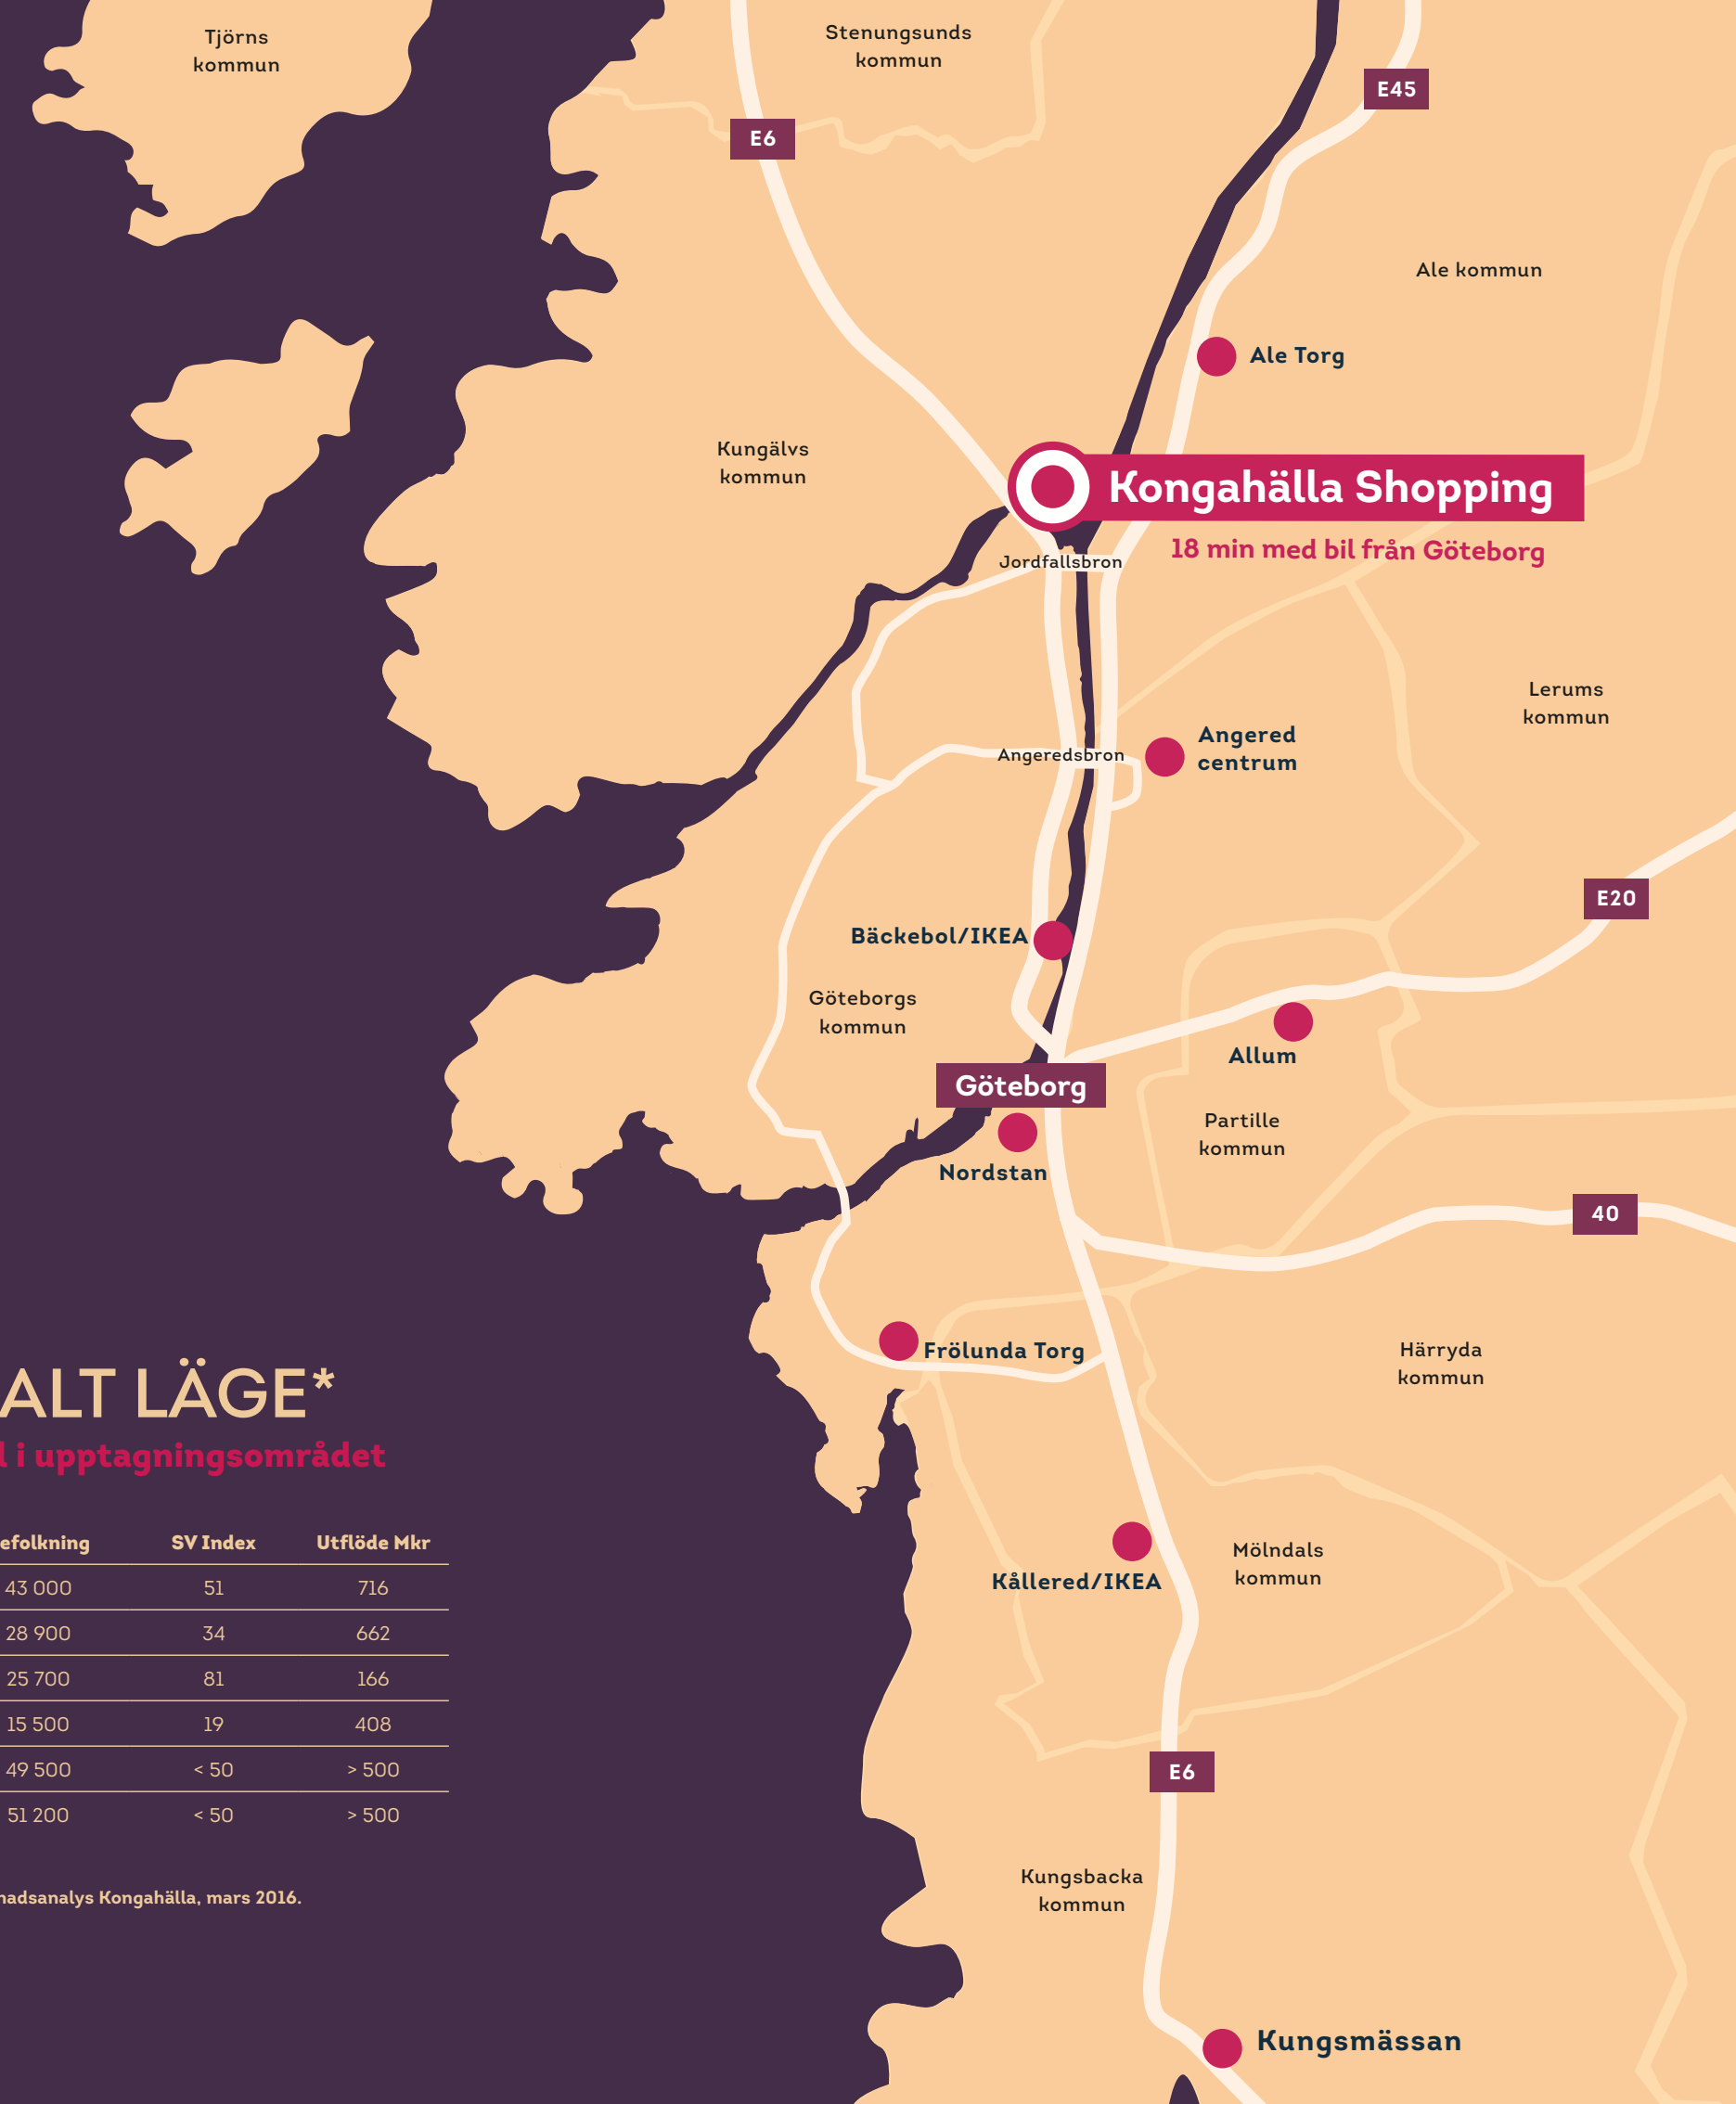 Tjörns
kommun
Stenungsunds
kommun
E45
E6
Ale kommun
Ale Torg
Kungälvs
kommun
Kongahälla Shopping
18 min med bil från Göteborg
Jordfallsbron
Lerums
kommun
Angered
centrum
Angeredsbron
E20
Bäckebol/IKEA
Göteborgs
kommun
Allum
Göteborg
Partille
kommun
Nordstan
40
Frölunda Torg
Härryda
kommun
ALT LÄGE*
l i upptagningsområdet
efolkning SV Index Utflöde Mkr
43 000 51 716
28 900 34 662
25 700 81 166
15 500 19 408
49 500 < 50 > 500
51 200 < 50 > 500
nadsanalys Kongahälla, mars 2016.
Kållered/IKEA
Mölndals
kommun
E6
Kungsbacka
kommun
Kungsmässan